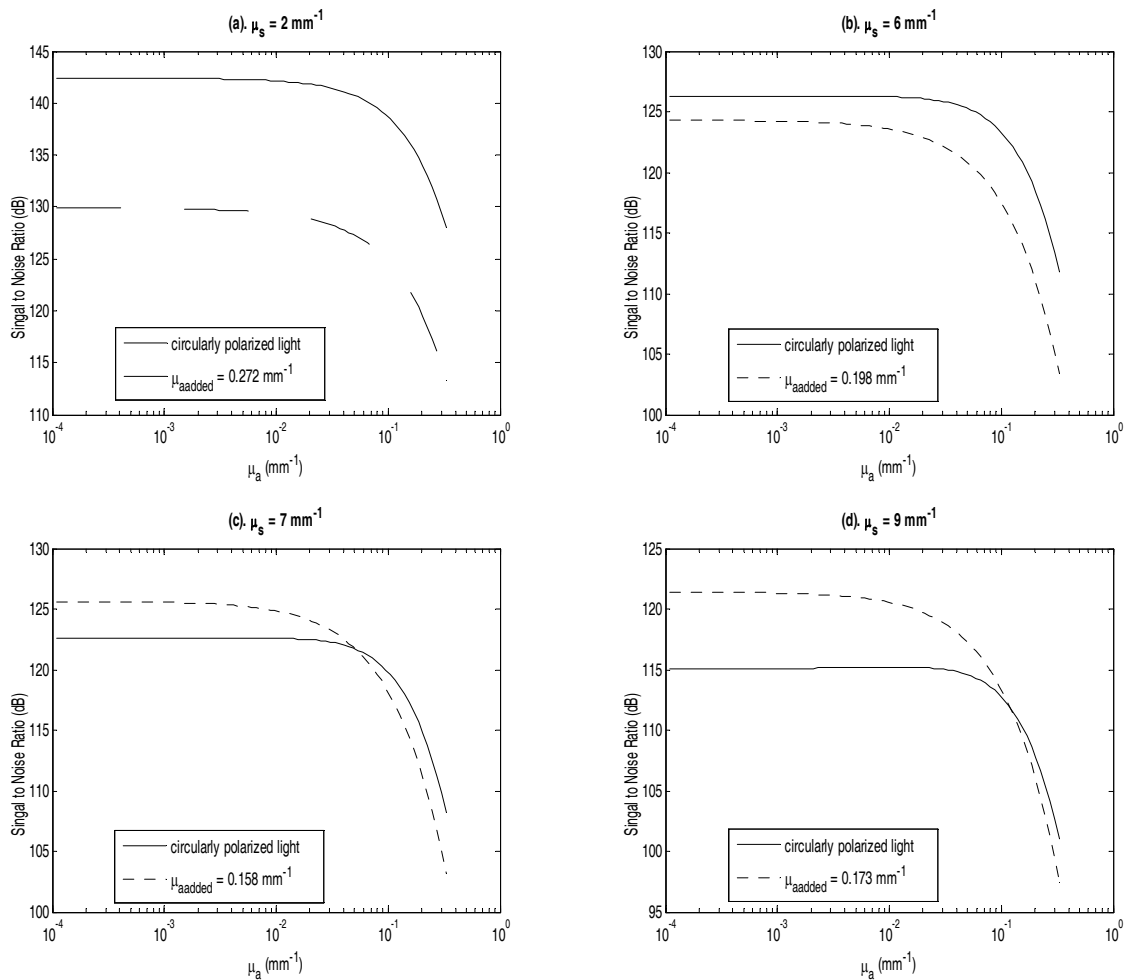 (a). μs = 2 mm-1
145
140
135
130
125
120
115
110
Singal to Noise Ratio (dB)
10-4
10-3
10-2
10-1
100
μa (mm-1)
circularly polarized light
μaadded = 0.272 mm-1
(b). μs = 6 mm-1
130
125
120
115
110
105
100
Singal to Noise Ratio (dB)
10-4
10-3
10-2
10-1
100
μa (mm-1)
circularly polarized light
μaadded = 0.198 mm-1
(c). μs = 7 mm-1
130
125
120
115
110
105
100
Singal to Noise Ratio (dB)
10-4
10-3
10-2
10-1
100
μa (mm-1)
circularly polarized light
μaadded = 0.158 mm-1
(d). μs = 9 mm-1
125
120
115
110
105
100
95
Singal to Noise Ratio (dB)
10-4
10-3
10-2
10-1
100
μa (mm-1)
circularly polarized light
μaadded = 0.173 mm-1